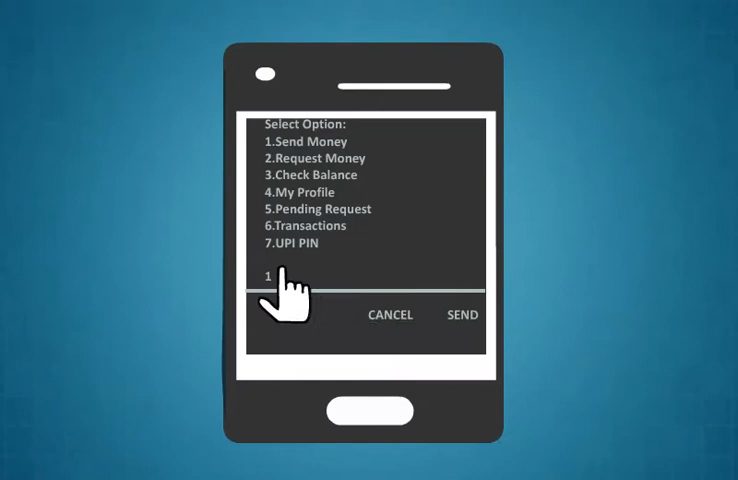 Select Option:
1.Send Money
2.Request Money
3.Check Balance
4.My Profile
5.Pending Request
6.Transactions
7.UPI PIN
1
CANCEL SEND